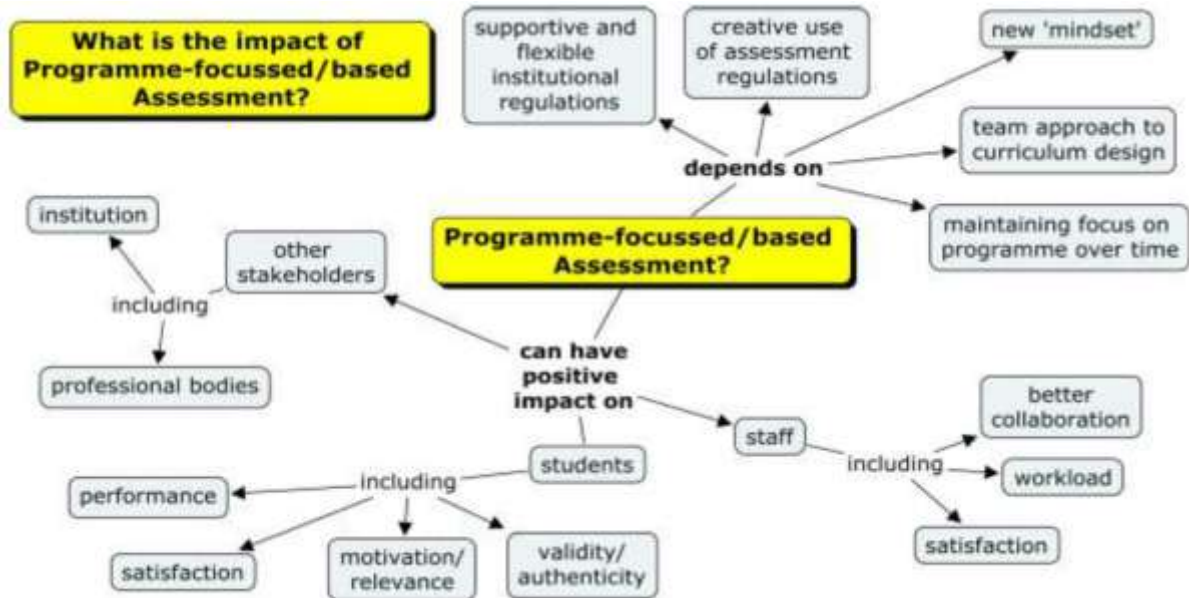 What is the impact of
Programme-focussed/based
Assessment?
supportive and
flexible
institutional
regulations
creative use
of assessment
regulations
new 'mindset'
team approach to
curriculum design
depends on
maintaining focus on
programme over time
Programme-focussed/based
Assessment?
institution
other
stakeholders
including
professional bodies
can have
positive
impact on
students
including
performance
satisfaction
motivation/
relevance
validity/
authenticity
staff
including
better
collaboration
workload
satisfaction